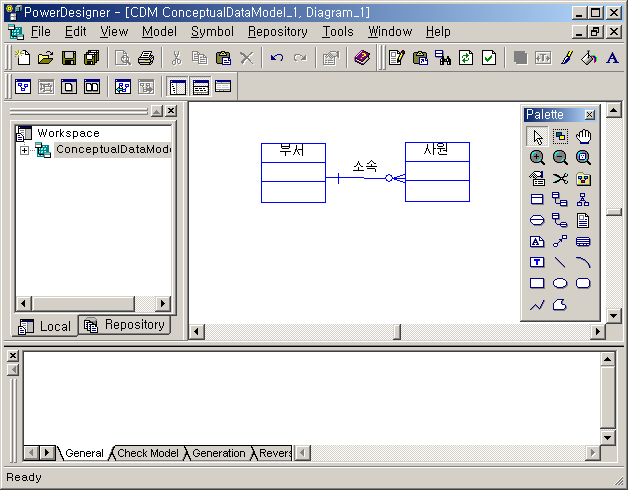 PowerDesigner - [CDM ConceptualDataModel_1, Diagram_1]
File Edit View Model Symbol Repository Tools Window Help
Workspace
ConceptualDataMode
부서
소속
사원
Palette
Local
Repository
General
Check Model
Generation
Revers
Ready